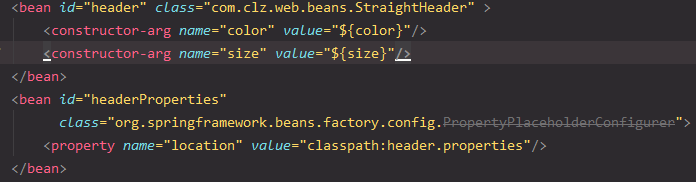 <bean id="header" class="com.clz.web.beans.StraightHeader" >
<constructor-arg name="color" value="${color}"/>
<constructor-arg name="size" value="${size}"/>
</bean>
<bean id="headerProperties"
class="org.springframework.beans.factory.config.PropertyPlaceholderConfigurer">
<property name="location" value="classpath:header.properties"/>
</bean>